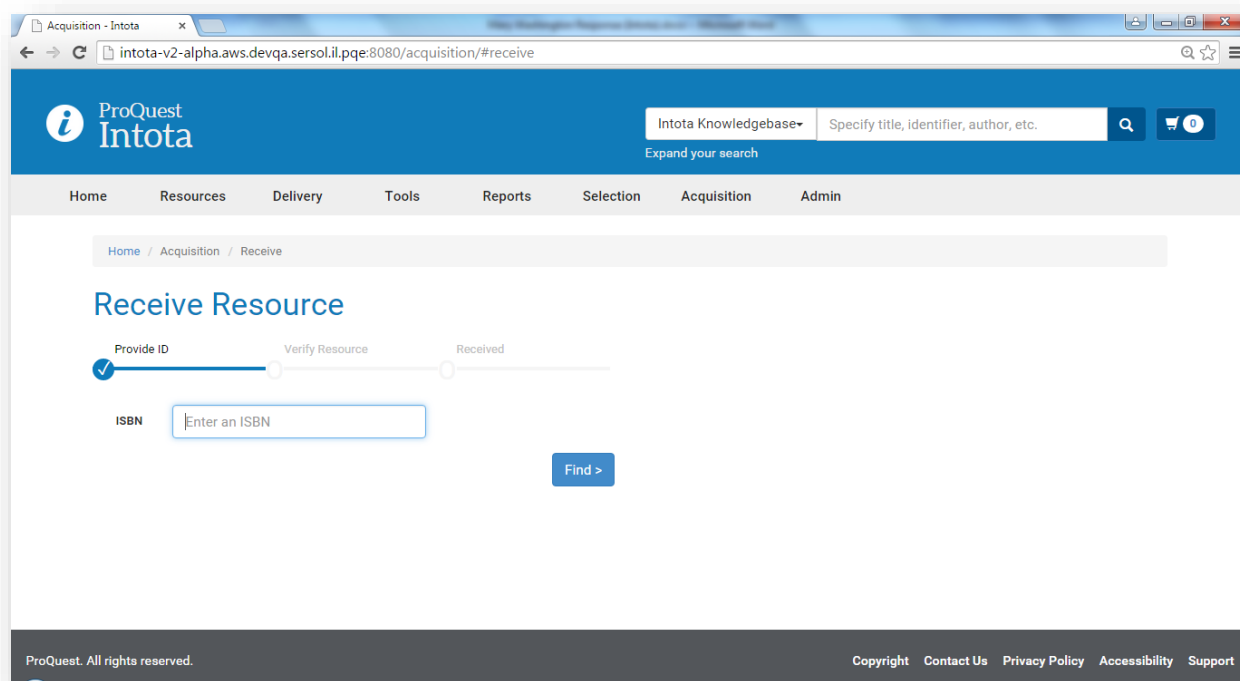 Acquisition - Intota
intota-v2-alpha.aws.devqa.sersol.il.pqe:8080/acquisition/#receive
ProQuest
Intota
Intota Knowledgebase
Specify title, identifier, author, etc.
0
Expand your search
Home Resources Delivery Tools Reports Selection Acquisition Admin
Home / Acquisition / Receive
Receive Resource
Provide ID Verify Resource Received
ISBN Enter an ISBN
Find >
ProQuest. All rights reserved. Copyright Contact Us Privacy Policy Accessibility Support